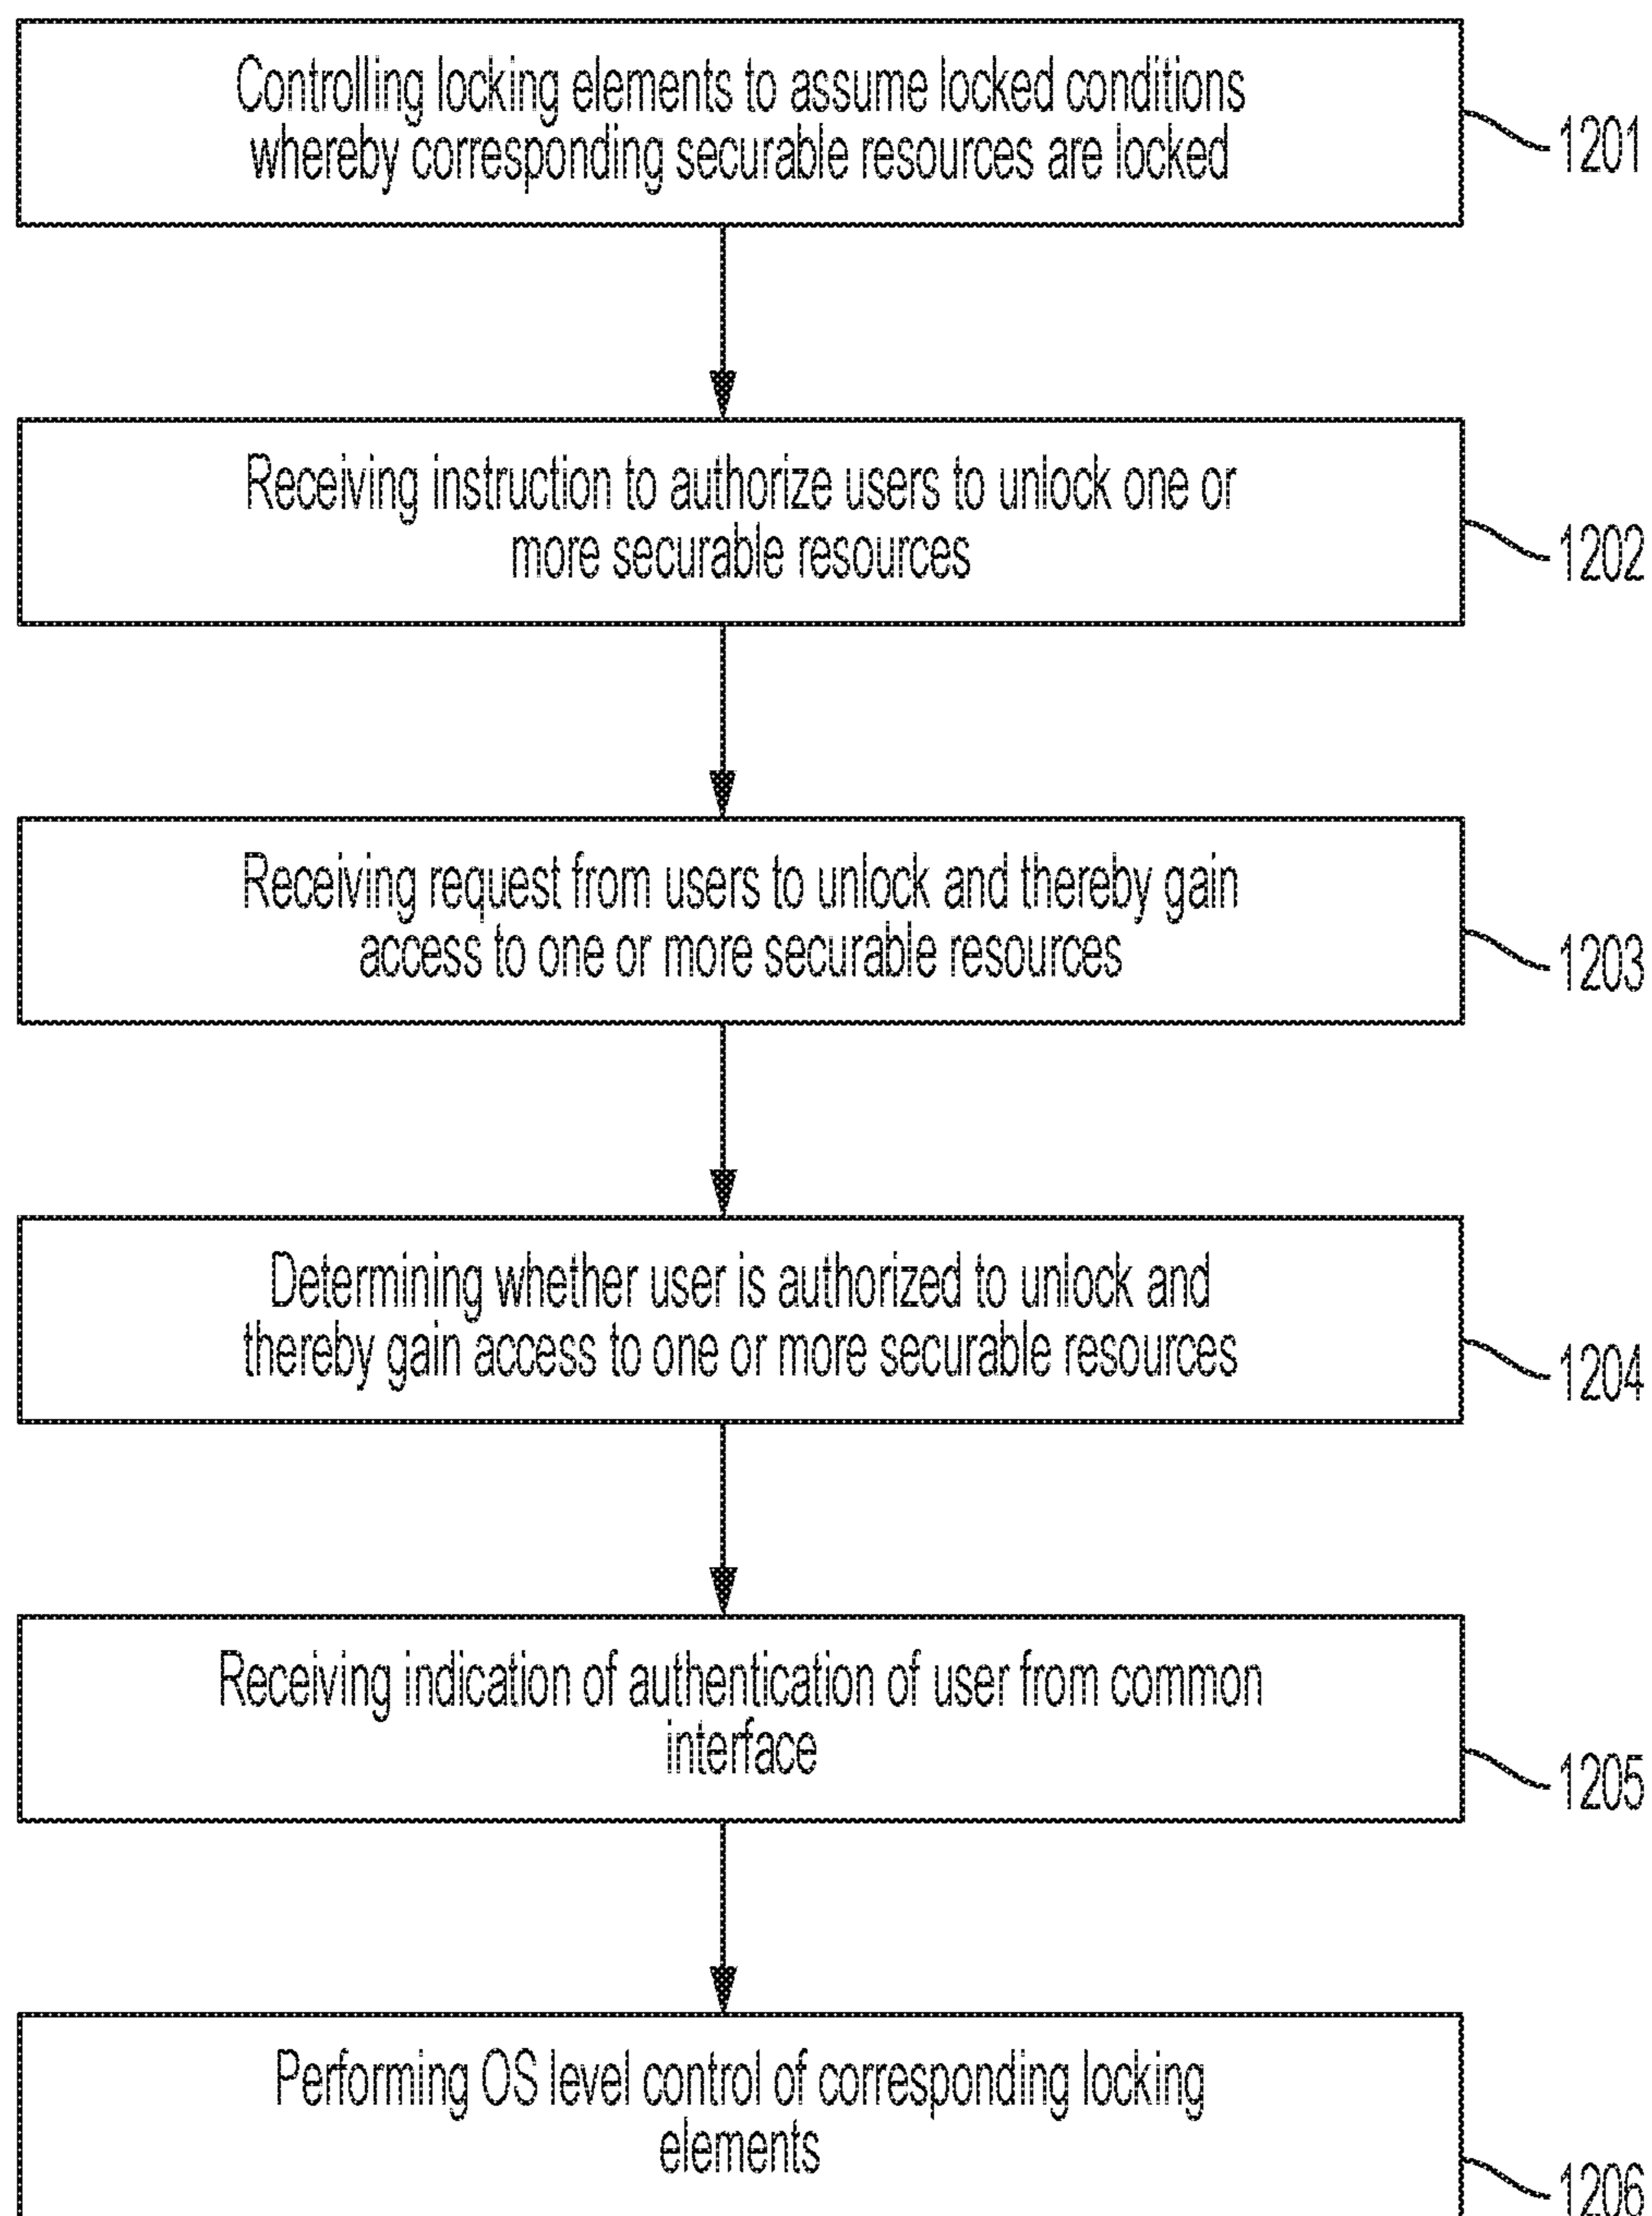 Controlling locking elements to assume locked conditions
whereby corresponding securable resources are locked
1201
Receiving instruction to authorize users to unlock one or
more securable resources
1202
Receiving request from users to unlock and thereby gain
access to one or more securable resources
1203
Determining whether user is authorized to unlock and
thereby gain access to one or more securable resources
1204
Receiving indication of authentication of user from common
interface
1205
Performing OS level control of corresponding locking
elements
1206